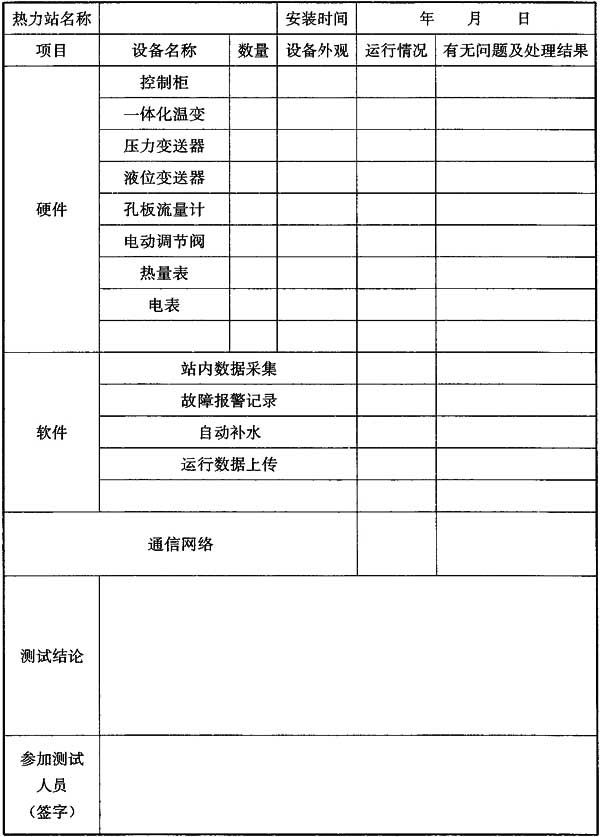 热力站名称 安装时间 年 月 日
项目 设备名称 数量 设备外观 运行情况 有无问题及处理结果
硬件
控制柜
一体化温变
压力变送器
液位变送器
孔板流量计
电动调节阀
热量表
电表
软件
站内数据采集
故障报警记录
自动补水
运行数据上传
通信网络
测试结论
参加测试
人员
（签字）